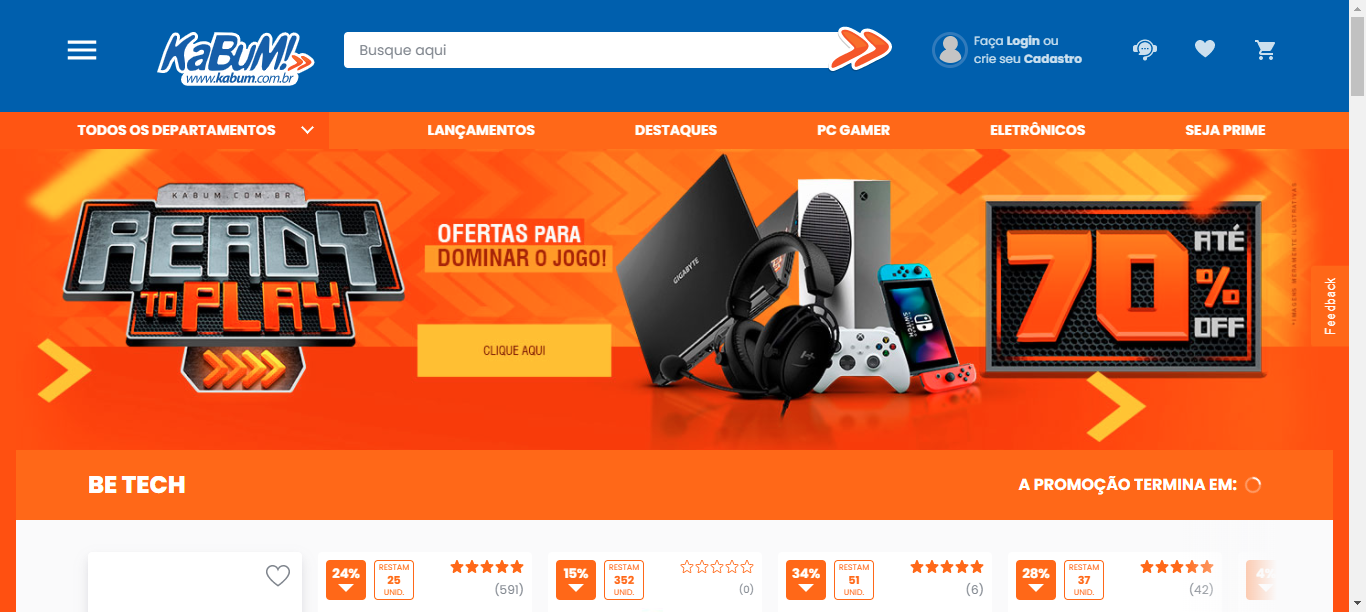 KaBuM!
www.kabum.com.br
Busque aqui
Faça Login ou
crie seu Cadastro
TODOS OS DEPARTAMENTOS
LANÇAMENTOS
DESTAQUES
PC GAMER
ELETRÔNICOS
SEJA PRIME
KABUM.COM.BR
READY
TO PLAY
OFERTAS PARA
DOMINAR O JOGO!
CLIQUE AQUI
GIGABYTE
SWITCH
ATÉ
70%
OFF
*IMAGENS MERAMENTE ILUSTRATIVAS
Feedback
BE TECH
A PROMOÇÃO TERMINA EM:
24%
RESTAM
25
UNID.
(591)
15%
RESTAM
352
UNID.
(0)
34%
RESTAM
51
UNID.
(6)
28%
RESTAM
37
UNID.
(42)
4%